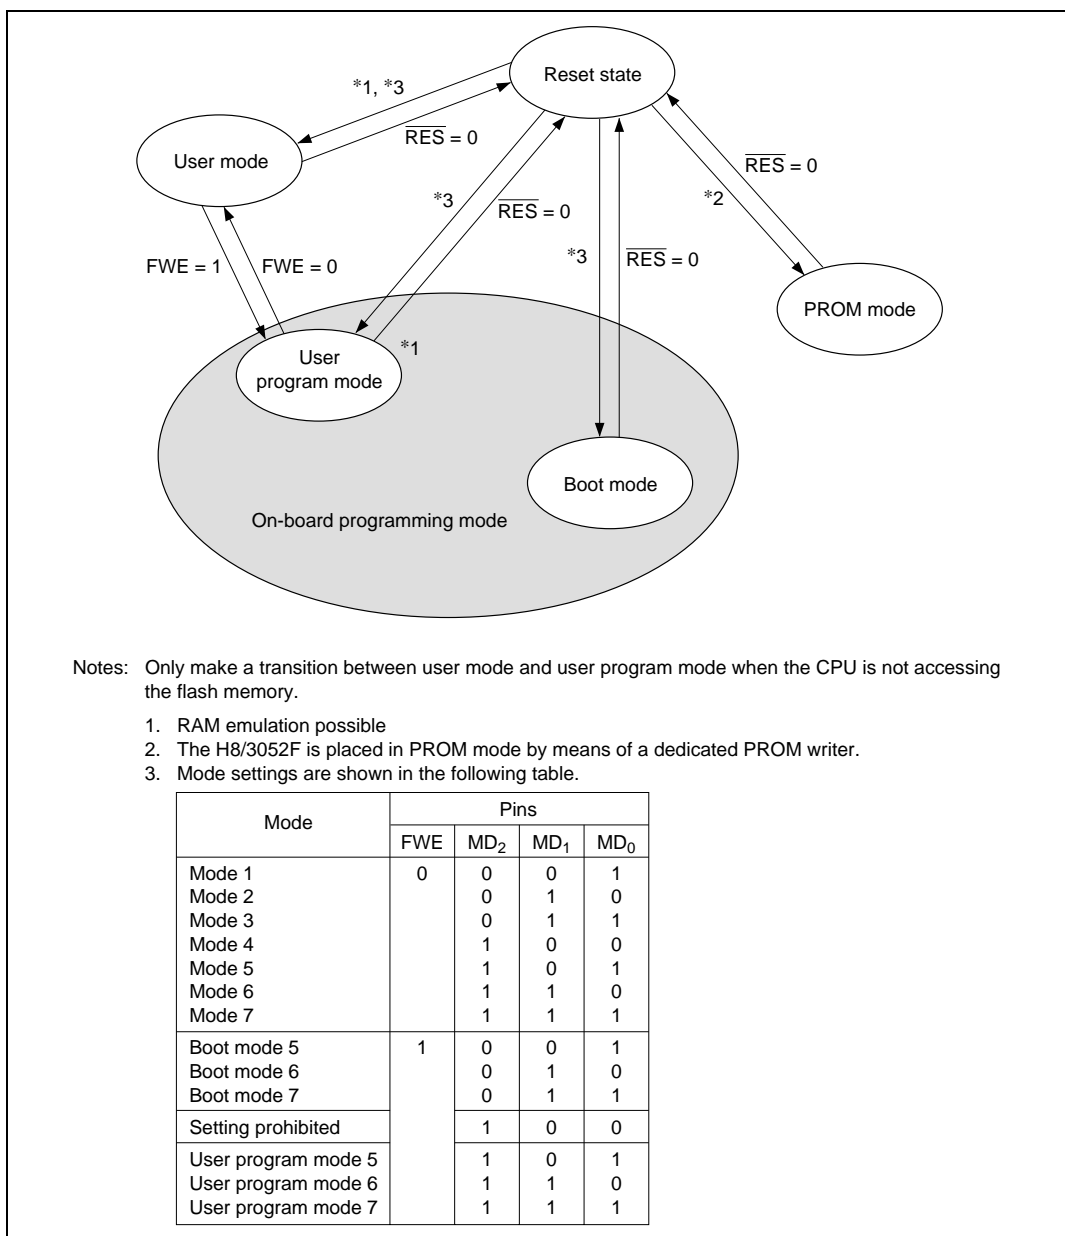 Reset state
*1, *3
RES = 0
User mode
*3
RES = 0
*2
RES = 0
*3
RES = 0
FWE = 1
FWE = 0
PROM mode
User
program mode
*1
Boot mode
On-board programming mode
Notes: Only make a transition between user mode and user program mode when the CPU is not accessing
the flash memory.
1. RAM emulation possible
2. The H8/3052F is placed in PROM mode by means of a dedicated PROM writer.
3. Mode settings are shown in the following table.
Mode Pins
FWE MD2 MD1 MD0
Mode 1 0 0 0 1
Mode 2 0 1 0
Mode 3 0 1 1
Mode 4 1 0 0
Mode 5 1 0 1
Mode 6 1 1 0
Mode 7 1 1 1
Boot mode 5 1 0 0 1
Boot mode 6 0 1 0
Boot mode 7 0 1 1
Setting prohibited 1 0 0
User program mode 5 1 0 1
User program mode 6 1 1 0
User program mode 7 1 1 1